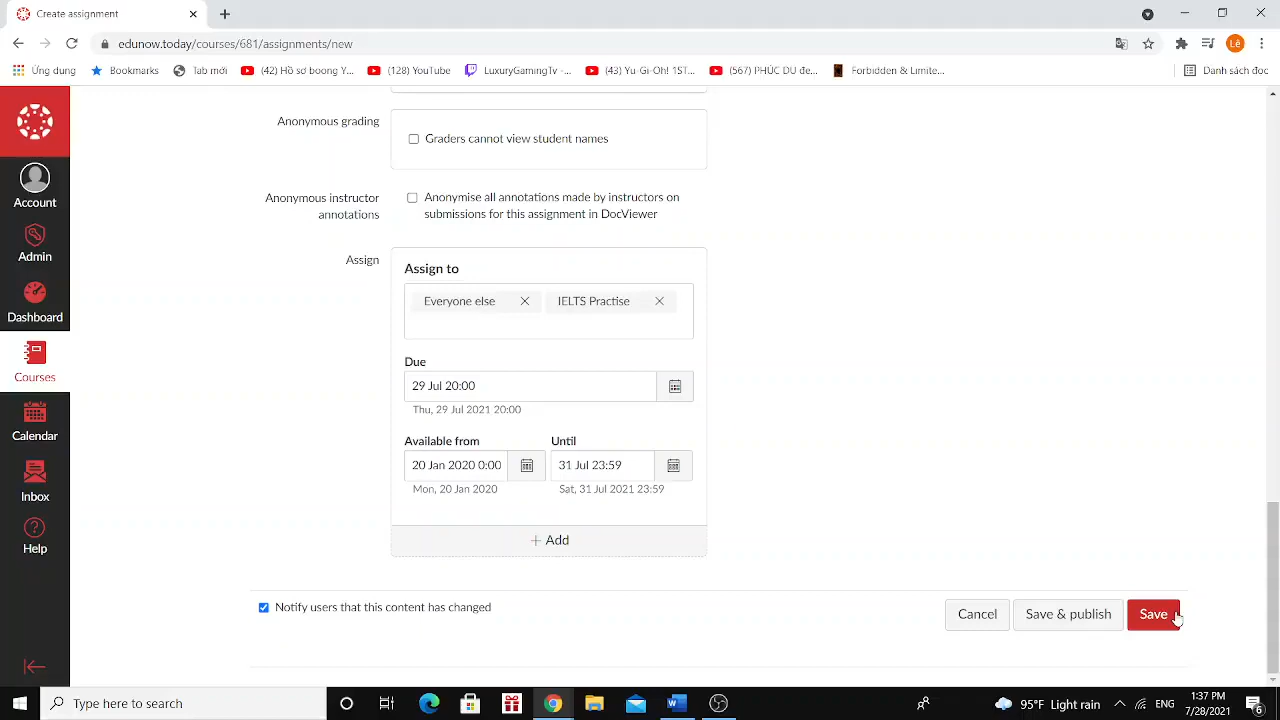 Create assignment
edunow.today/courses/681/assignments/new
Lê
Ứng dụng
Bookmarks
Tab mới
(42) Hồ sơ boong Y...
(128) YouTube
LuxuryGamingTv -...
(43) Yu-Gi-Oh! 1ST...
(567) PHÚC DU đe...
Forbidden & Limite...
Danh sách đọc
Anonymous grading
Graders cannot view student names
Account
Anonymous instructor
annotations
Anonymise all annotations made by instructors on
submissions for this assignment in DocViewer
Admin
Assign
Assign to
Everyone else
IELTS Practise
Dashboard
Due
29 Jul 20:00
Thu, 29 Jul 2021 20:00
Courses
Available from
Until
20 Jan 2020 0:00
31 Jul 23:59
Mon, 20 Jan 2020
Sat, 31 Jul 2021 23:59
Calendar
Inbox
Add
Help
Notify users that this content has changed
Cancel
Save & publish
Save
Type here to search
95°F Light rain
ENG
1:37 PM
7/28/2021
6